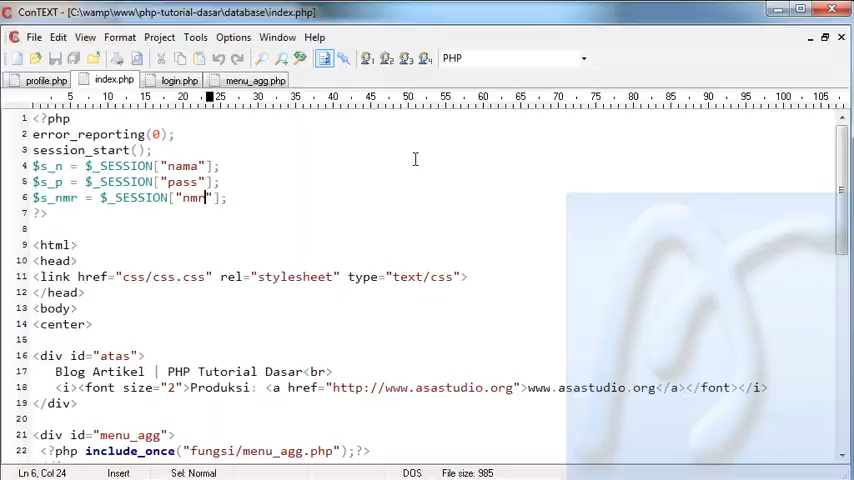 ConTEXT - [C:\wamp\www\php-tutorial-dasar\database\index.php]
File Edit View Format Project Tools Options Window Help
PHP
profile.php index.php login.php menu_agg.php
5 10 15 20 25 30 35 40 45 50 55 60 65 70 75 80 85 90 95 100 105
1 <?php
2 error_reporting(0);
3 session_start();
4 $s_n = $_SESSION["nama"];
5 $s_p = $_SESSION["pass"];
6 $s_nmr = $_SESSION["nmr"];
7 ?>
8
9 <html>
10 <head>
11 <link href="css/css.css" rel="stylesheet" type="text/css">
12 </head>
13 <body>
14 <center>
15
16 <div id="atas">
17 Blog Artikel | PHP Tutorial Dasar<br>
18 <i><font size="2">Produksi: <a href="http://www.asastudio.org">www.asastudio.org</a></font></i>
19 </div>
20
21 <div id="menu_agg">
22 <?php include_once("fungsi/menu_agg.php");?>
Ln 6, Col 24 Insert Sel: Normal DOS File size: 985